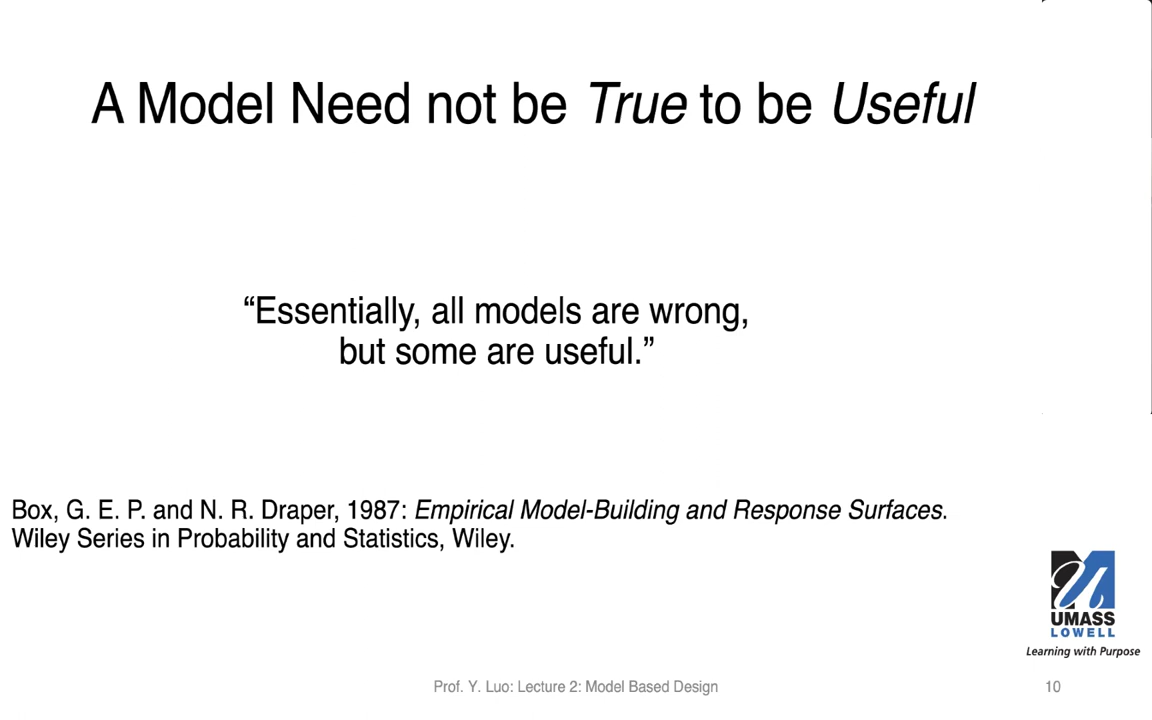 A Model Need not be True to be Useful
“Essentially, all models are wrong,
but some are useful.”
Box, G. E. P. and N. R. Draper, 1987: Empirical Model-Building and Response Surfaces.
Wiley Series in Probability and Statistics, Wiley.
UMASS
LOWELL
Learning with Purpose
Prof. Y. Luo: Lecture 2: Model Based Design
10